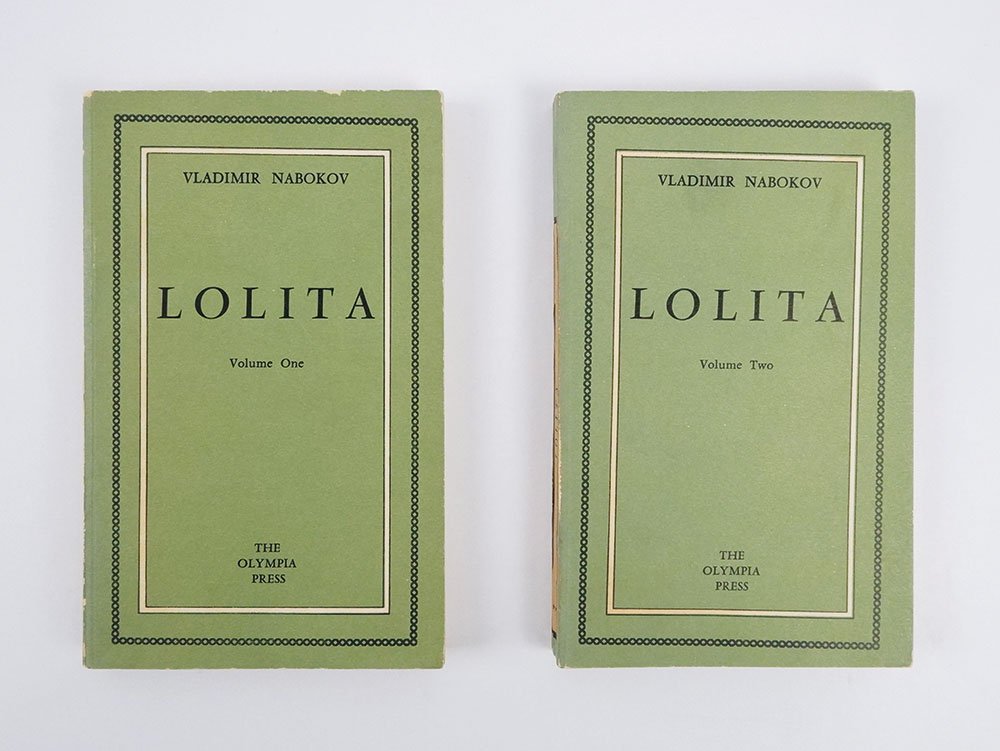 VLADIMIR NABOKOV
LOLITA
Volume One
THE
OLYMPIA
PRESS
VLADIMIR NABOKOV
LOLITA
Volume Two
THE
OLYMPIA
PRESS